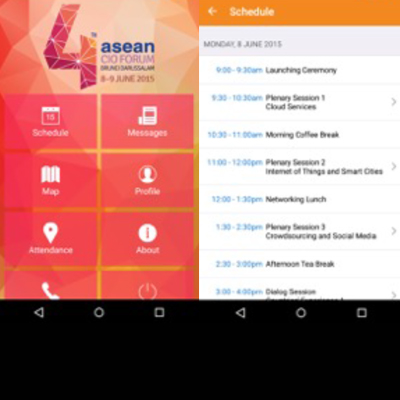 4th
asean
CIO FORUM
BRUNEI DARUSSALAM
8-9 JUNE 2015
Schedule
Messages
Map
Profile
Attendance
About
Schedule
MONDAY, 8 JUNE 2015
9:00 - 9:30am Launching Ceremony
9:30 - 10:30am Plenary Session 1
Cloud Services
10:30 - 11:00am Morning Coffee Break
11:00 - 12:00pm Plenary Session 2
Internet of Things and Smart Cities
12:00 - 1:30pm Networking Lunch
1:30 - 2:30pm Plenary Session 3
Crowdsourcing and Social Media
2:30 - 3:00pm Afternoon Tea Break
3:00 - 4:00pm Dialog Session